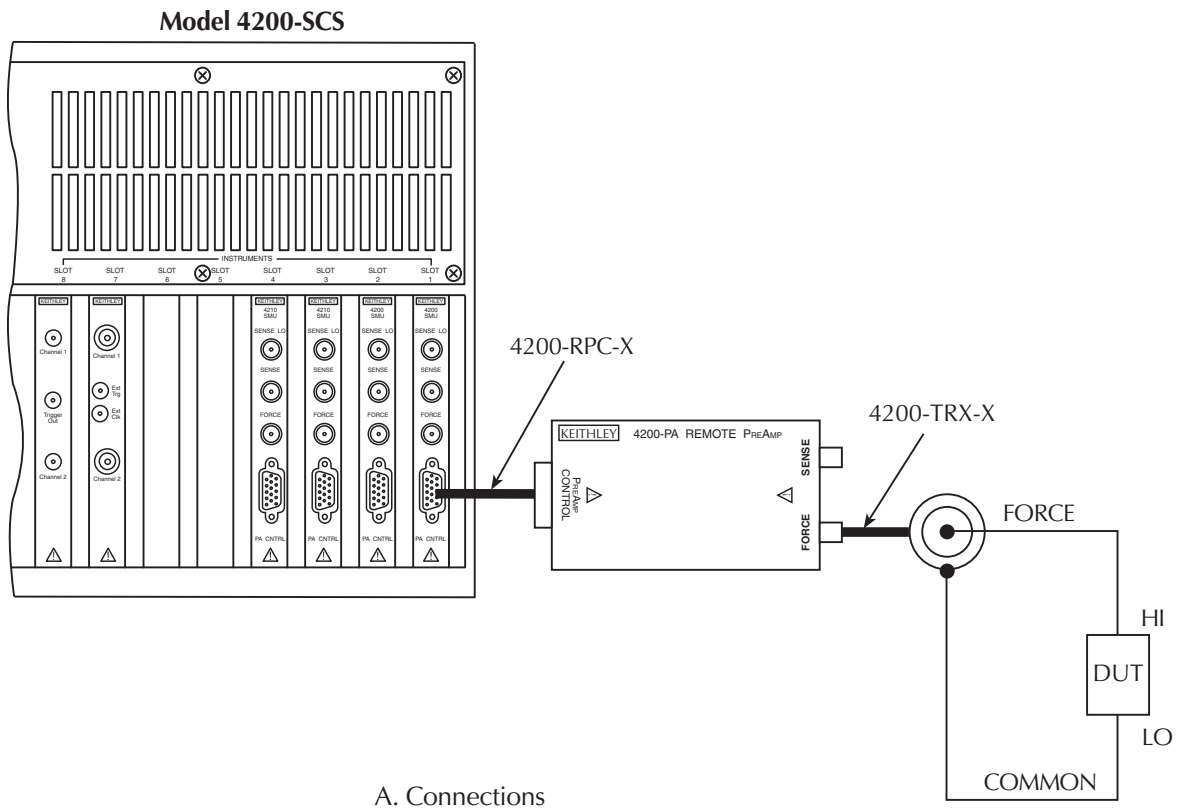 Model 4200-SCS
INSTRUMENTS
SLOT 8
SLOT 7
SLOT 6
SLOT 5
SLOT 4
SLOT 3
SLOT 2
SLOT 1
KEITHLEY
Channel 1
Trigger Out
Channel 2
KEITHLEY
Channel 1
Ext Trg
Ext Clk
Channel 2
KEITHLEY
4210 SMU
SENSE LO
SENSE
FORCE
PA CNTRL
KEITHLEY
4210 SMU
SENSE LO
SENSE
FORCE
PA CNTRL
KEITHLEY
4200 SMU
SENSE LO
SENSE
FORCE
PA CNTRL
KEITHLEY
4200 SMU
SENSE LO
SENSE
FORCE
PA CNTRL
4200-RPC-X
KEITHLEY 4200-PA REMOTE PREAMP
PREAMP CONTROL
SENSE
FORCE
4200-TRX-X
FORCE
HI
DUT
LO
COMMON
A. Connections